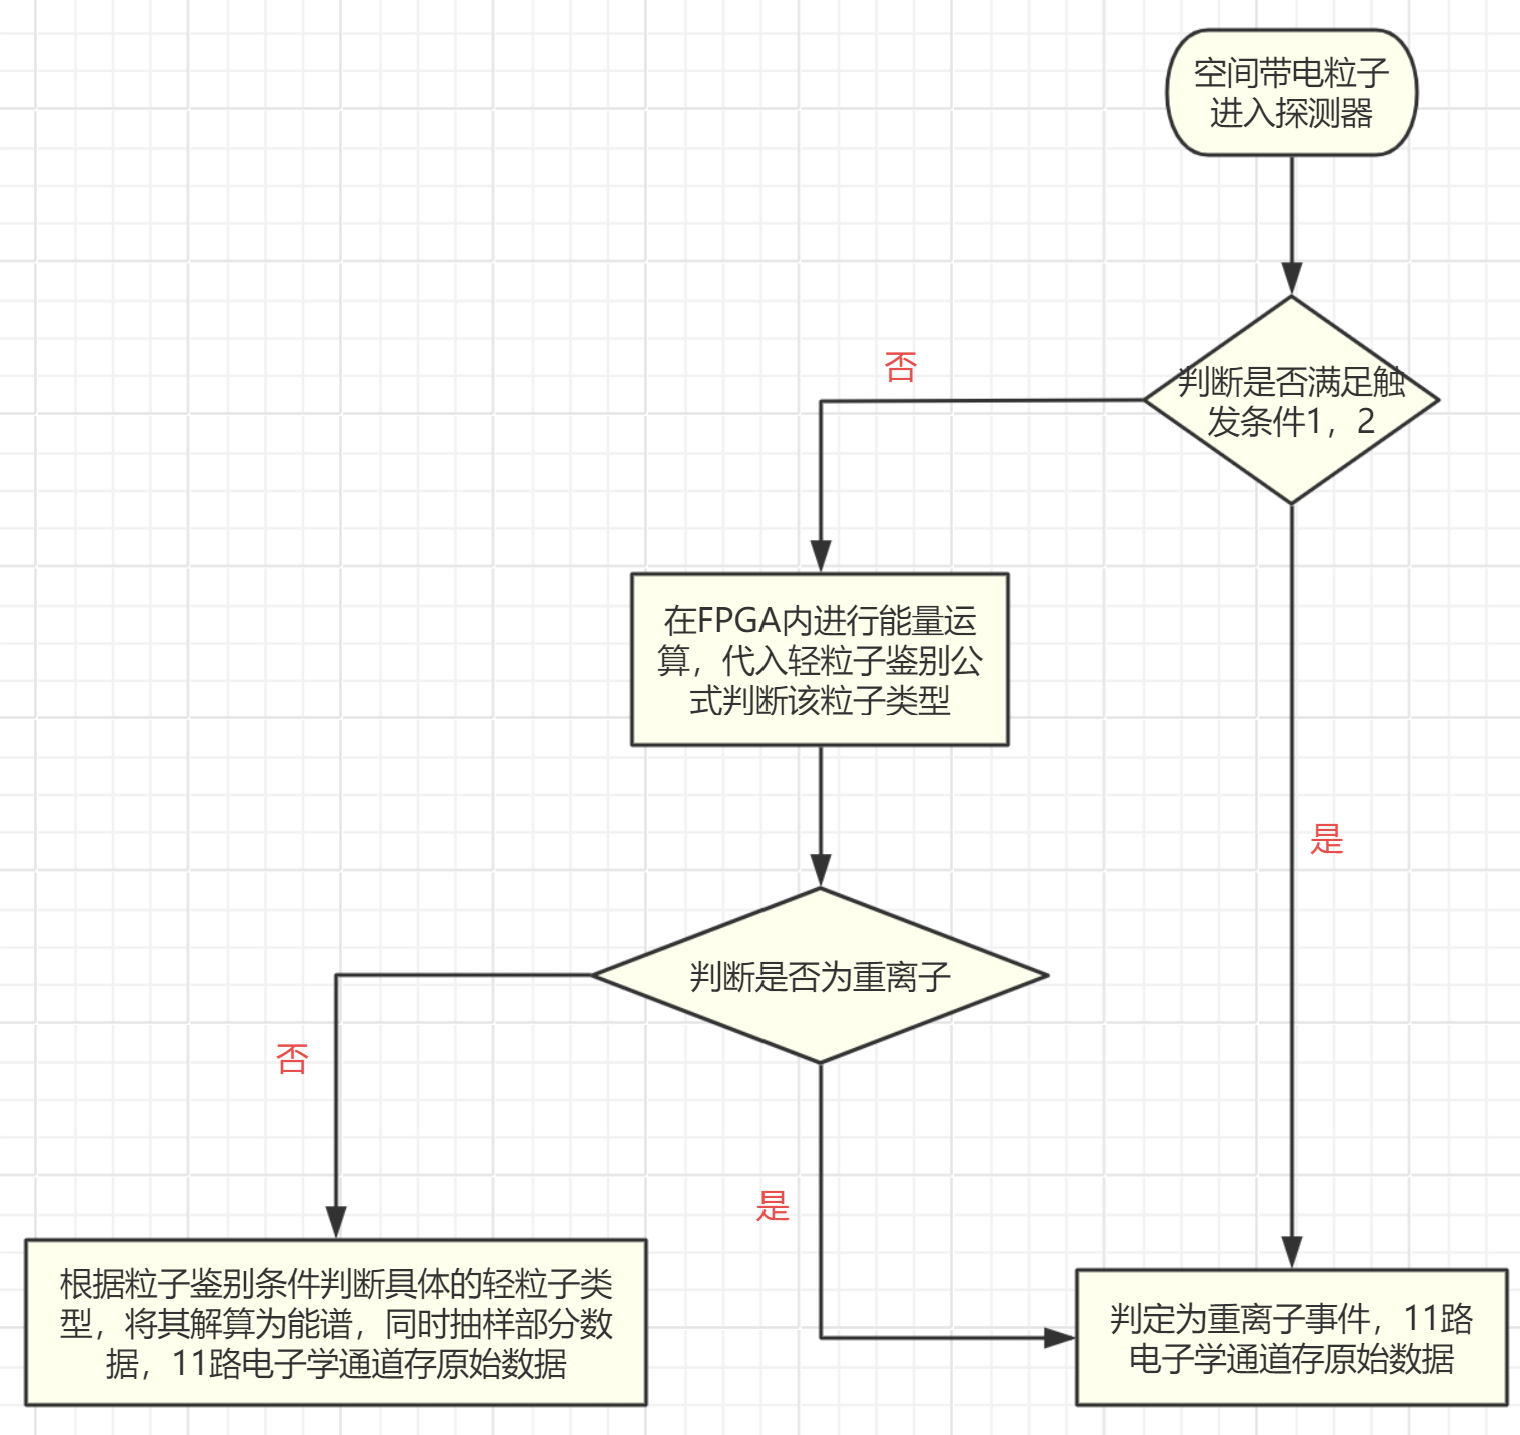 空间带电粒子
进入探测器
判断是否满足触
发条件1，2
否
在FPGA内进行能量运
算，代入轻粒子鉴别公
式判断该粒子类型
是
判断是否为重离子
否
是
根据粒子鉴别条件判断具体的轻粒子类
型，将其解算为能谱，同时抽样部分数
据，11路电子学通道存原始数据
判定为重离子事件，11路
电子学通道存原始数据